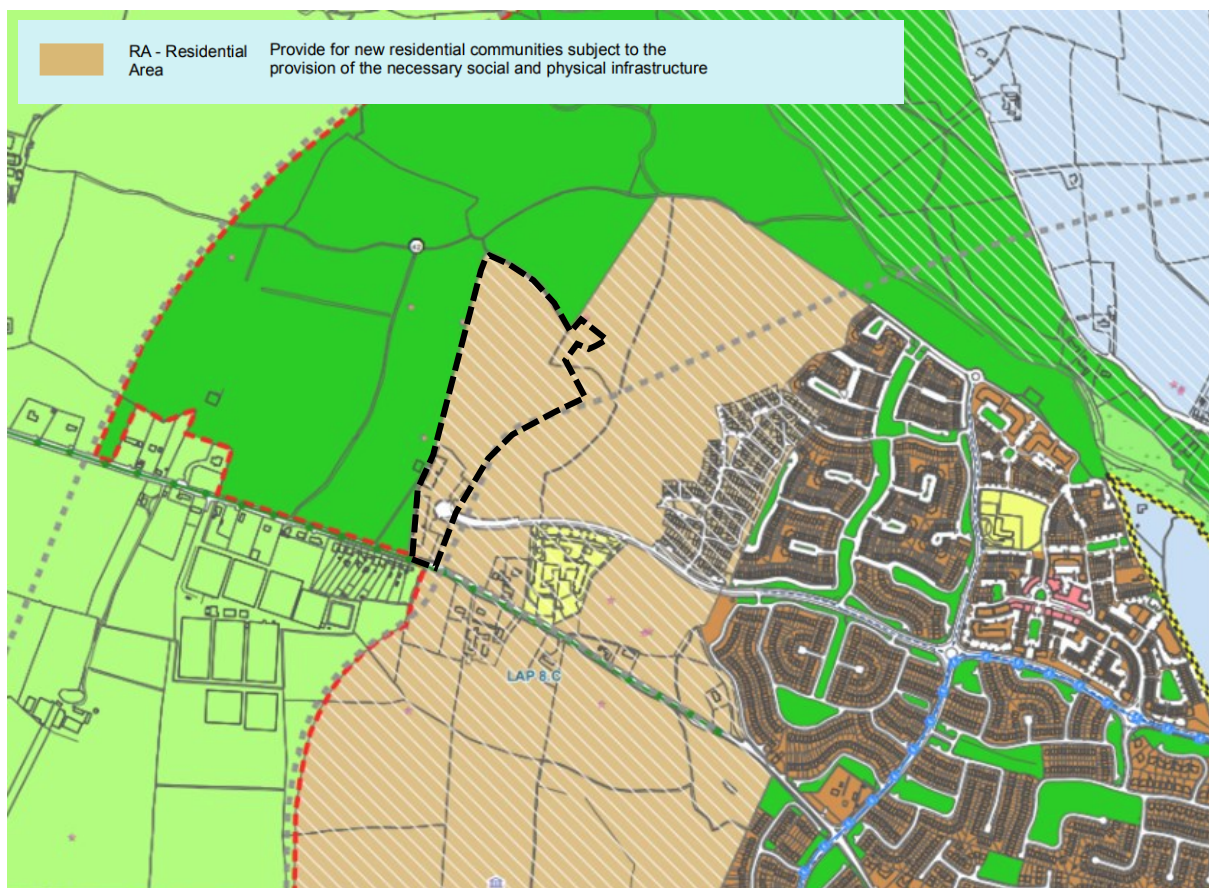 RA - Residential
Area
Provide for new residential communities subject to the
provision of the necessary social and physical infrastructure
LAP 8.C